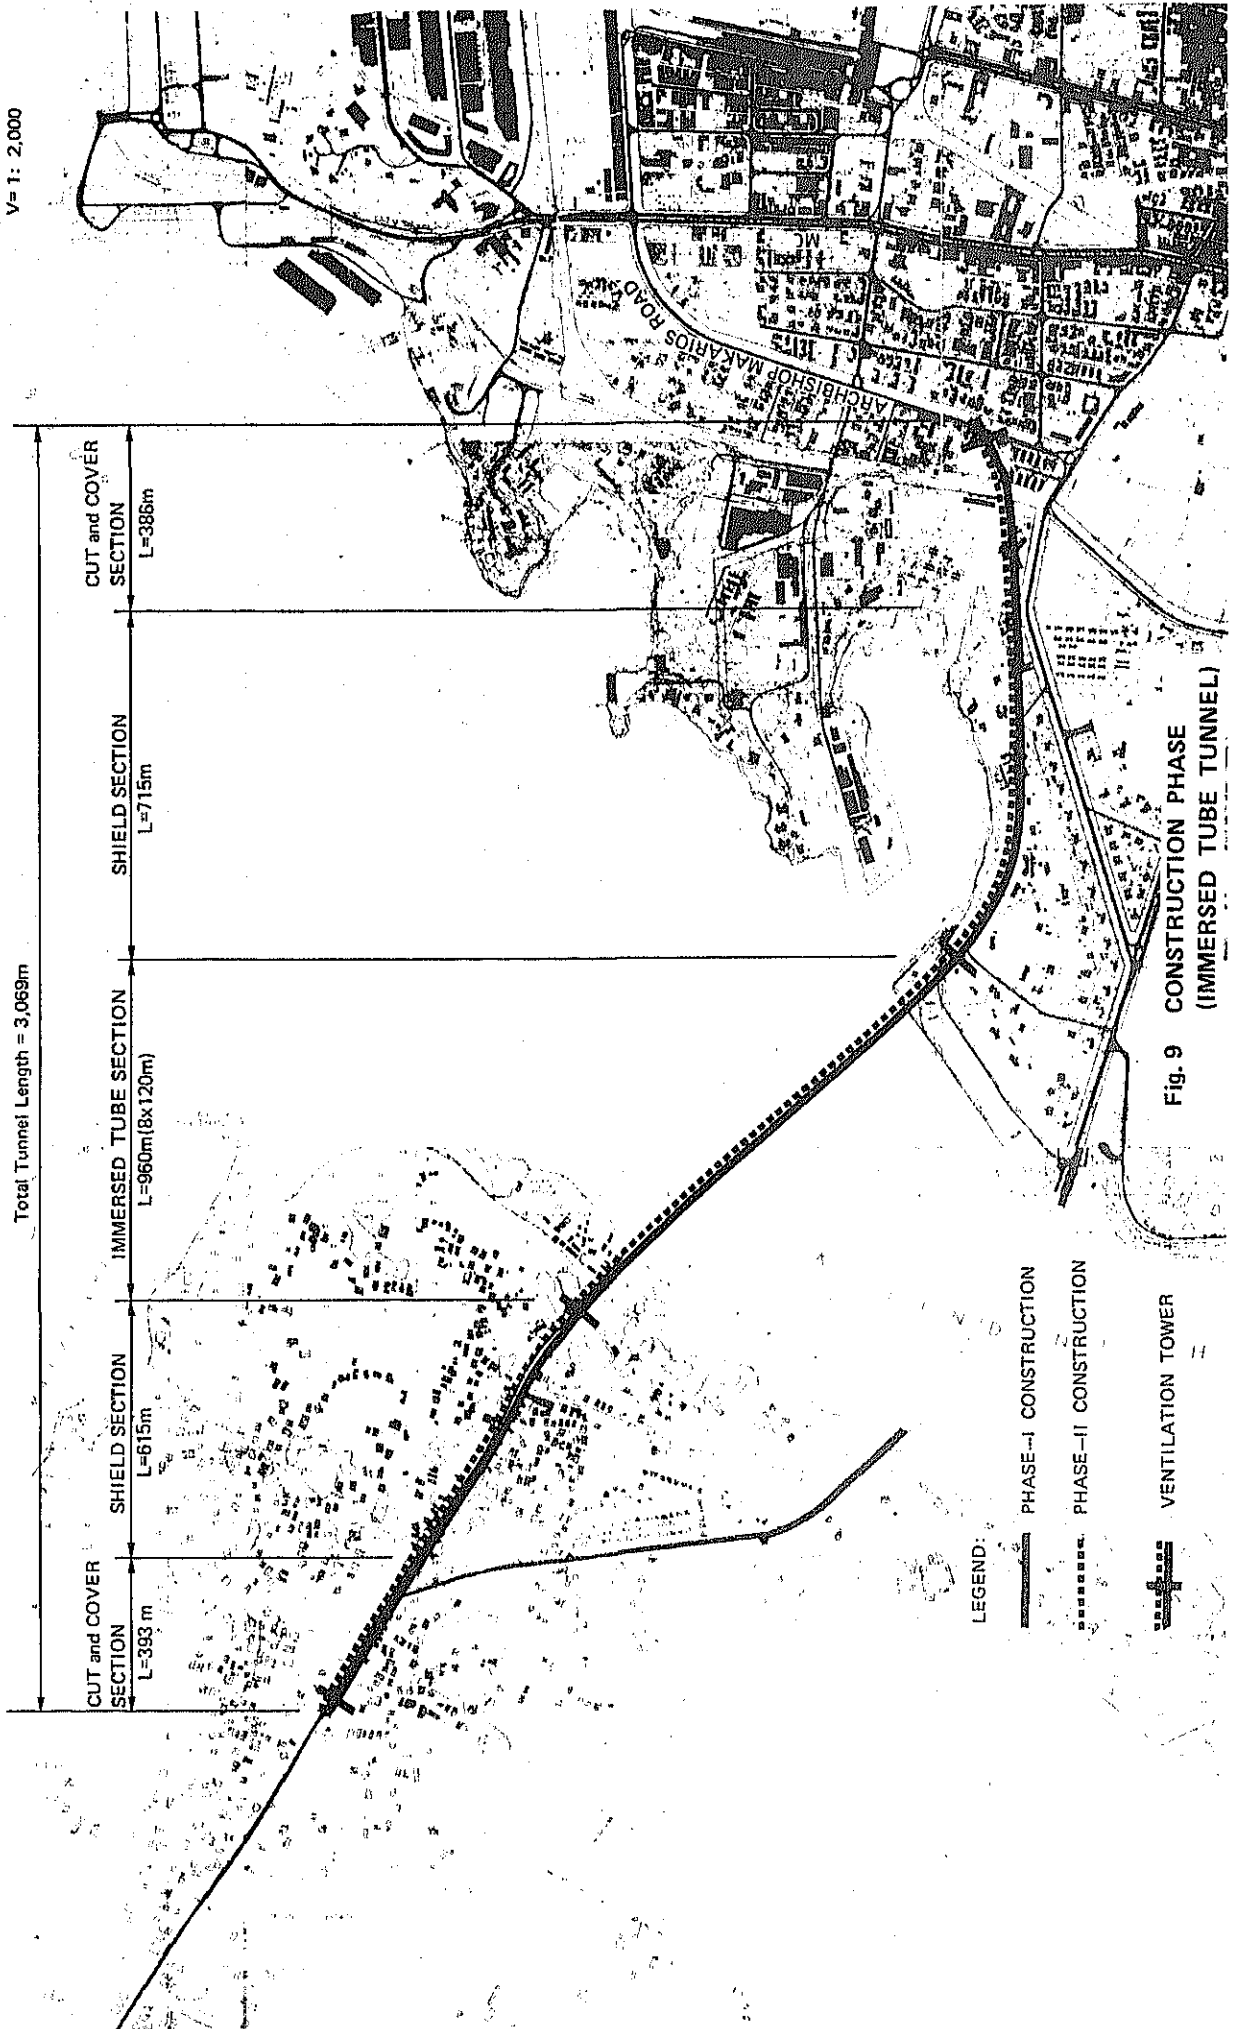 V=1: 2,000
Total Tunnel Length = 3,069m
CUT and COVER
SECTION
L=393 m
SHIELD SECTION
L=615m
IMMERSED TUBE SECTION
L=960m(8x120m)
SHIELD SECTION
L=715m
CUT and COVER
SECTION
L=386m
ARCHBISHOP MAKARIOS ROAD
LEGEND:
PHASE-I CONSTRUCTION
PHASE-II CONSTRUCTION
VENTILATION TOWER
Fig. 9 CONSTRUCTION PHASE
(IMMERSED TUBE TUNNEL)